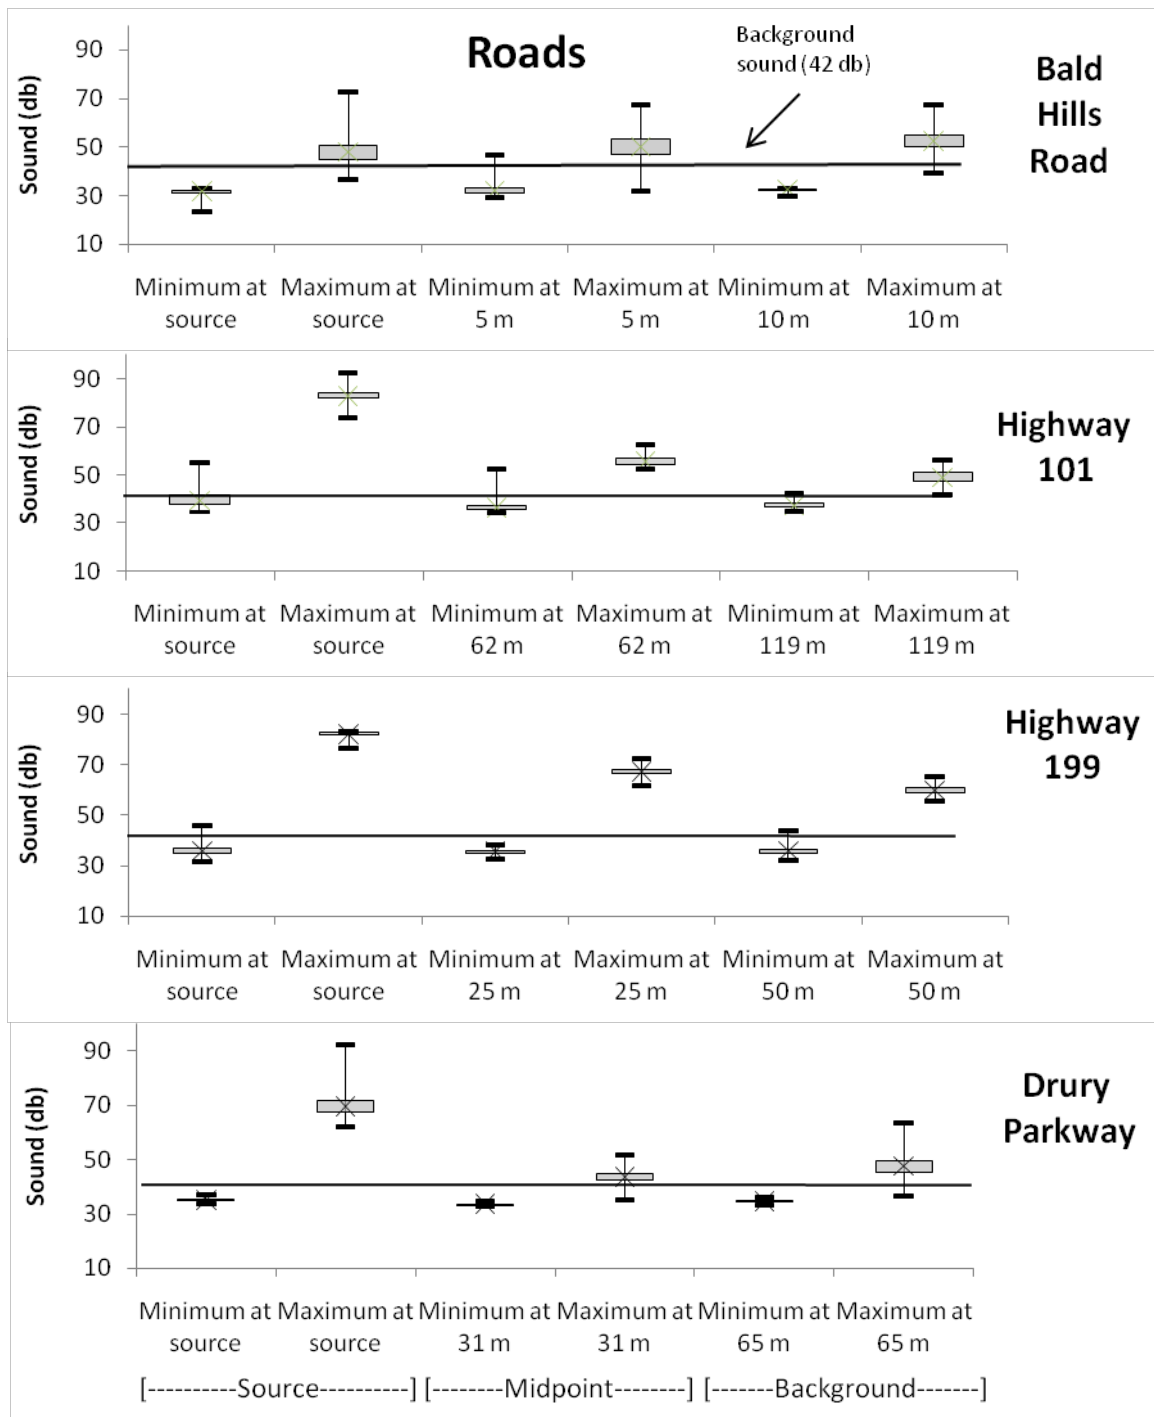 Roads
Background
sound (42 db)
Bald
Hills
Road
Sound (db)
90
70
50
30
10
Minimum at source
Maximum at source
Minimum at 5 m
Maximum at 5 m
Minimum at 10 m
Maximum at 10 m
Highway
101
Sound (db)
90
70
50
30
10
Minimum at source
Maximum at source
Minimum at 62 m
Maximum at 62 m
Minimum at 119 m
Maximum at 119 m
Highway
199
Sound (db)
90
70
50
30
10
Minimum at source
Maximum at source
Minimum at 25 m
Maximum at 25 m
Minimum at 50 m
Maximum at 50 m
Drury
Parkway
Sound (db)
90
70
50
30
10
Minimum at source
Maximum at source
Minimum at 31 m
Maximum at 31 m
Minimum at 65 m
Maximum at 65 m
[----------Source----------] [--------Midpoint--------] [-------Background-------]